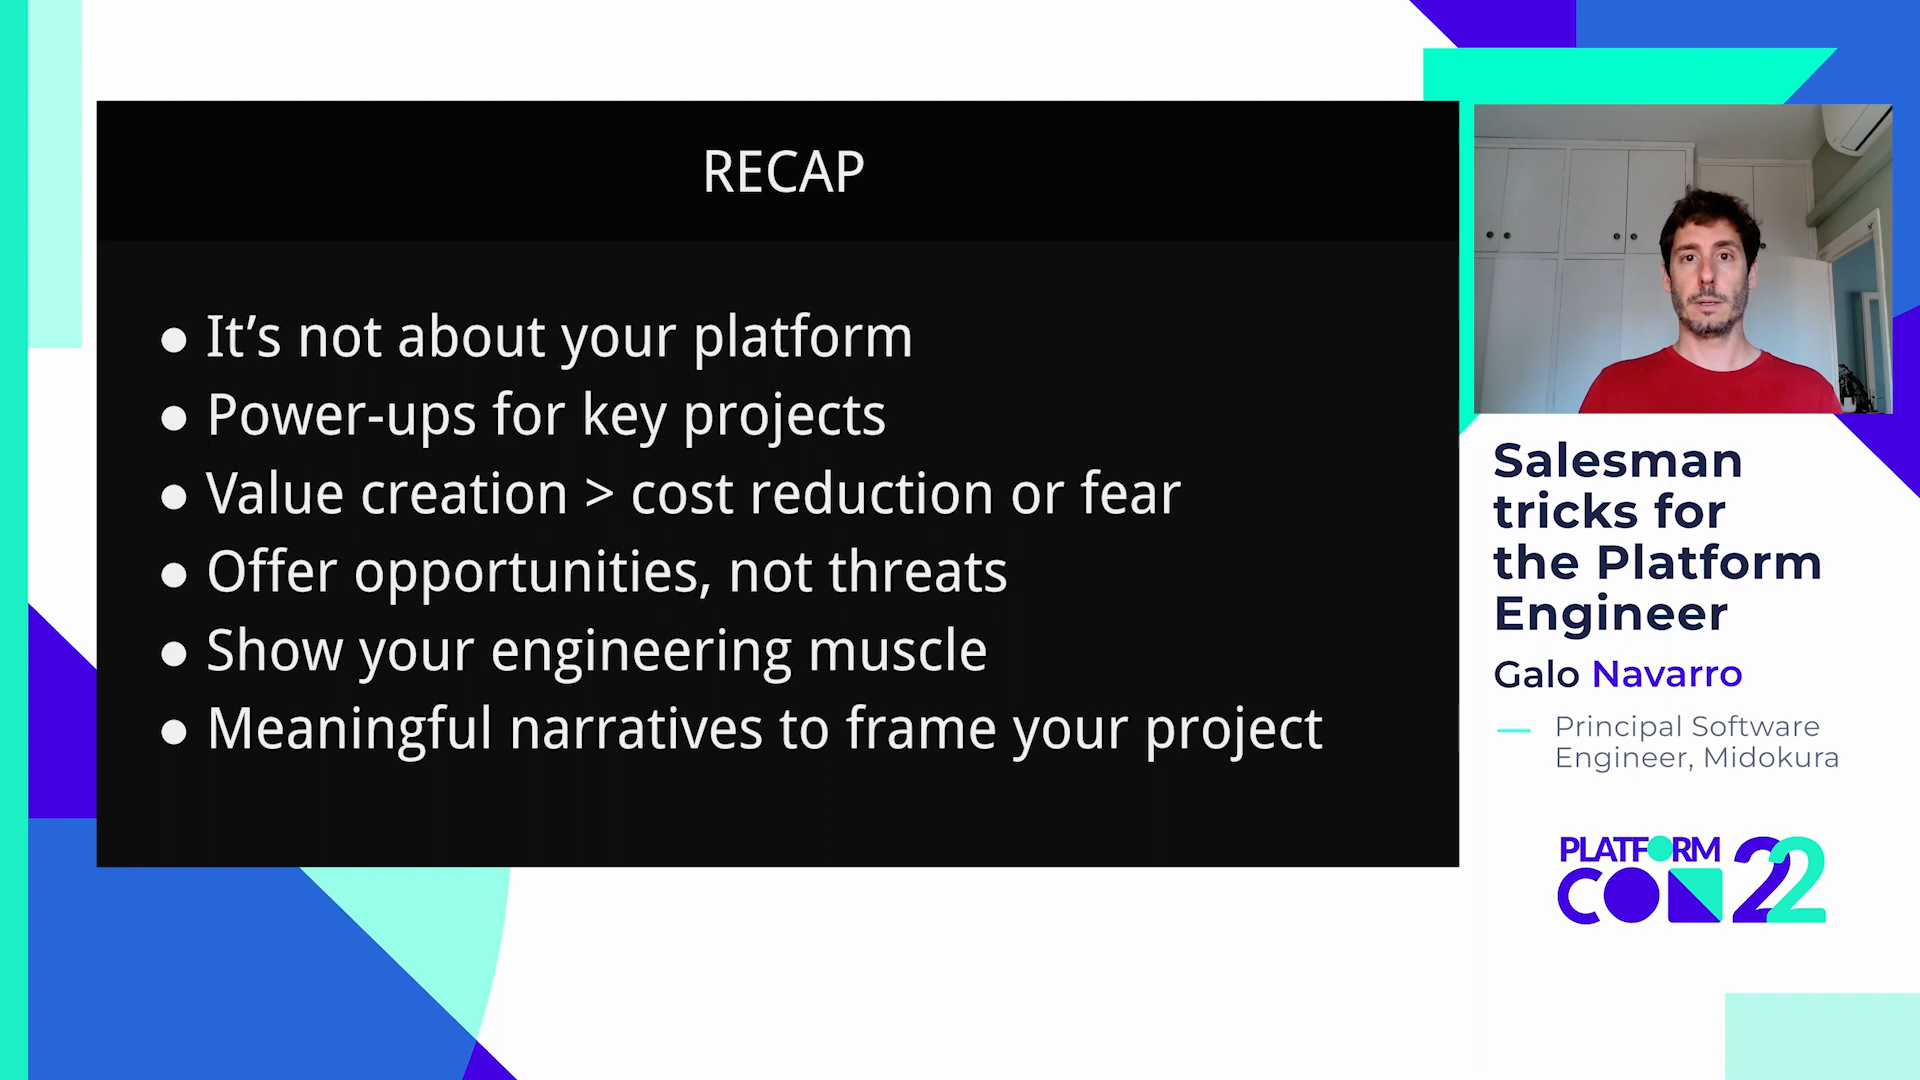 RECAP
● It’s not about your platform
● Power-ups for key projects
● Value creation > cost reduction or fear
● Offer opportunities, not threats
● Show your engineering muscle
● Meaningful narratives to frame your project
Salesman
tricks for
the Platform
Engineer
Galo Navarro
— Principal Software
Engineer, Midokura
PLATFORM
CON 22